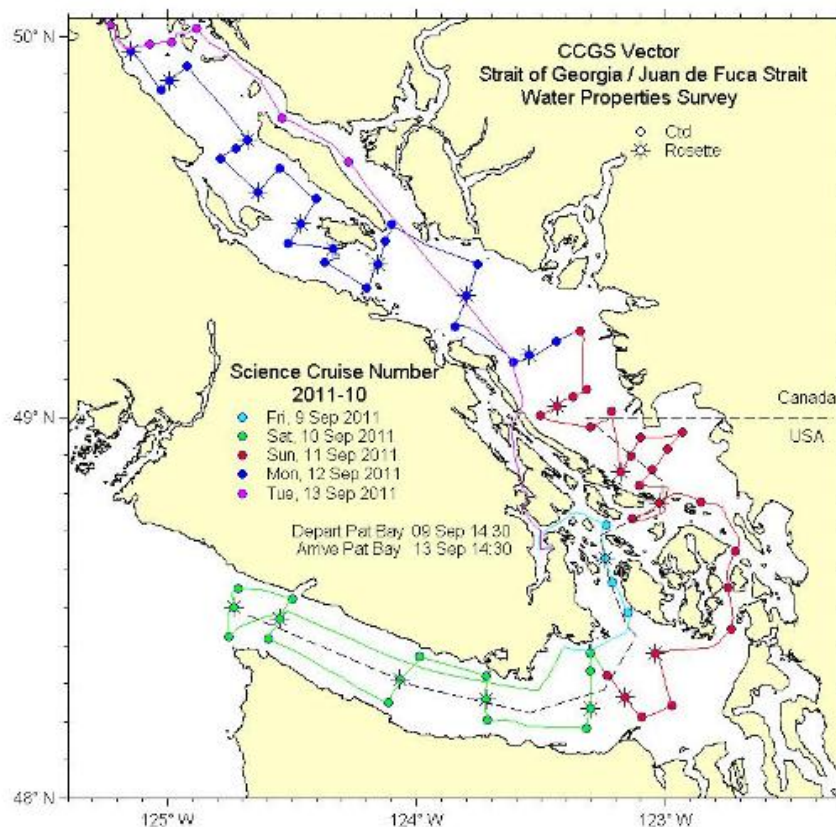 50° N
CCGS Vector
Strait of Georgia / Juan de Fuca Strait
Water Properties Survey
Ctd
Rosette
Science Cruise Number
2011-10
Fri, 9 Sep 2011
Sat, 10 Sep 2011
Sun, 11 Sep 2011
Mon, 12 Sep 2011
Tue, 13 Sep 2011
49° N
Canada
USA
Depart Pat Bay 09 Sep 14:30
Arrive Pat Bay 13 Sep 14:30
48° N
125° W
124° W
123° W